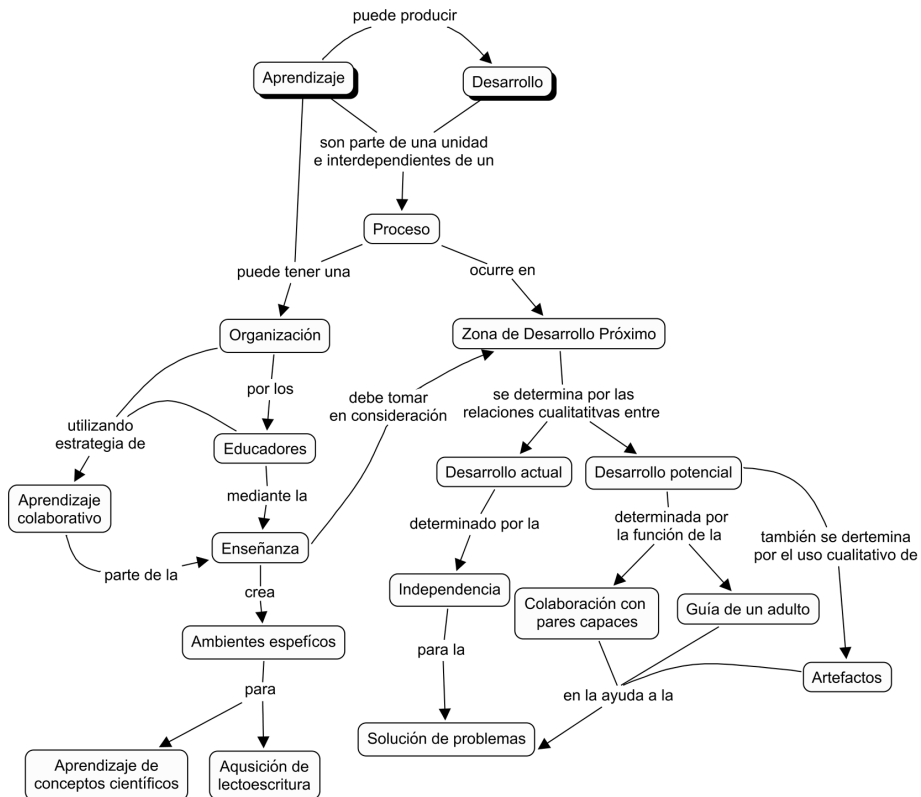 puede producir
Aprendizaje
Desarrollo
son parte de una unidad
e interdependientes de un
Proceso
puede tener una
ocurre en
Organización
Zona de Desarrollo Próximo
por los
debe tomar
en consideración
se determina por las
relaciones cualitatitvas entre
utilizando
estrategia de
Educadores
Desarrollo actual
Desarrollo potencial
Aprendizaje
colaborativo
mediante la
determinado por la
determinada por
la función de la
también se dertemina
por el uso cualitativo de
Enseñanza
parte de la
crea
Independencia
Colaboración con
pares capaces
Guía de un adulto
Ambientes espefícos
para la
Artefactos
para
en la ayuda a la
Solución de problemas
Aprendizaje de
conceptos científicos
Aqusición de
lectoescritura